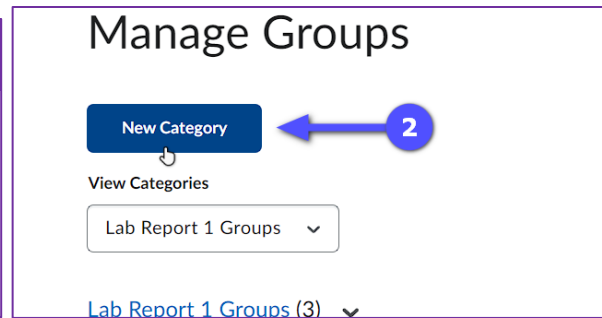 Manage Groups
New Category
2
View Categories
Lab Report 1 Groups
Lab Report 1 Groups (3)